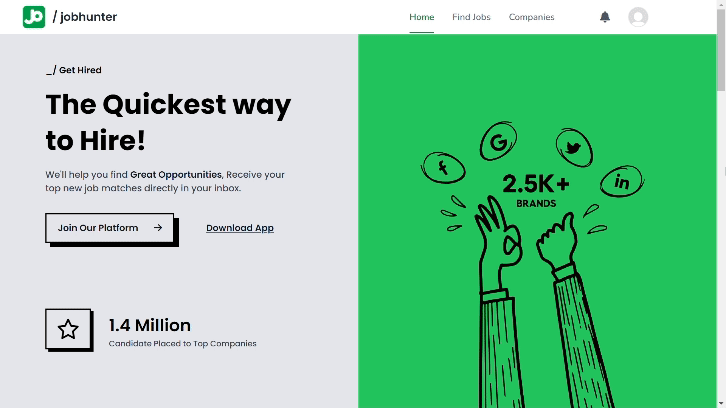 Jo / jobhunter
Home Find Jobs Companies
_/ Get Hired
The Quickest way
to Hire!
We'll help you find Great Opportunities, Receive your
top new job matches directly in your inbox.
Join Our Platform → Download App
f G in
2.5K+
BRANDS
1.4 Million
Candidate Placed to Top Companies